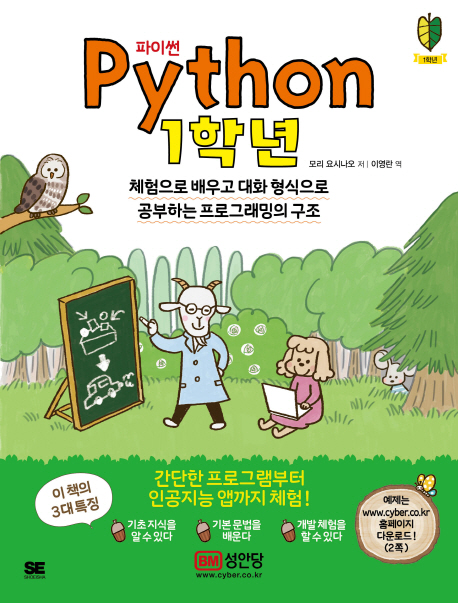 1학년
파이썬
Python
1학년
모리 요시나오 저 | 이영란 역
체험으로 배우고 대화 형식으로
공부하는 프로그래밍의 구조
간단한 프로그램부터
인공지능 앱까지 체험!
이 책의
3대 특징
기초 지식을
알 수 있다
기본 문법을
배운다
개발 체험을
할 수 있다
예제는
www.cyber.co.kr
홈페이지
다운로드!
(2쪽)
SE
SHOEISHA
BM 성안당
www.cyber.co.kr